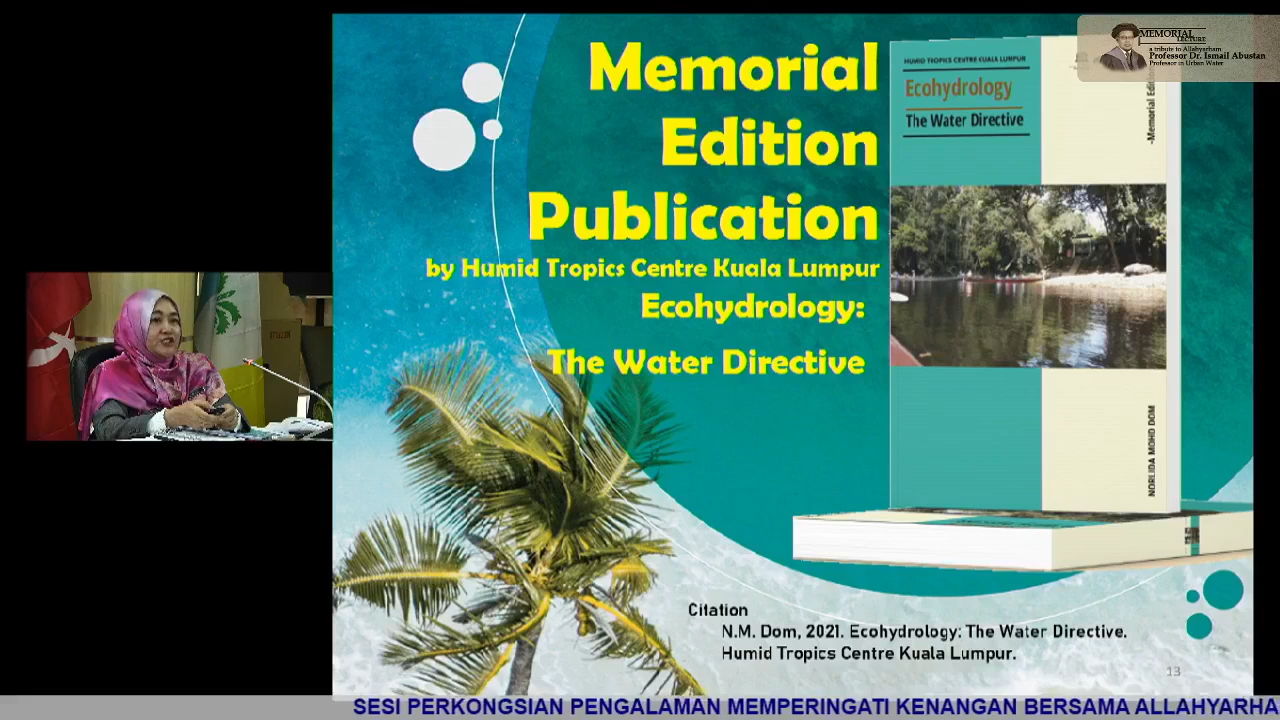 MEMORIAL
LECTURE
a tribute to Allahyarham
Professor Dr. Ismail Abustan
Professor in Urban Water
Memorial
Edition
Publication
by Humid Tropics Centre Kuala Lumpur
Ecohydrology:
The Water Directive
HUMID TROPICS CENTRE KUALA LUMPUR
Ecohydrology
The Water Directive
-Memorial Edi
NORLIDA MOHD DOM
Citation
N.M. Dom, 2021. Ecohydrology: The Water Directive.
Humid Tropics Centre Kuala Lumpur.
13
SESI PERKONGSIAN PENGALAMAN MEMPERINGATI KENANGAN BERSAMA ALLAHYARHA